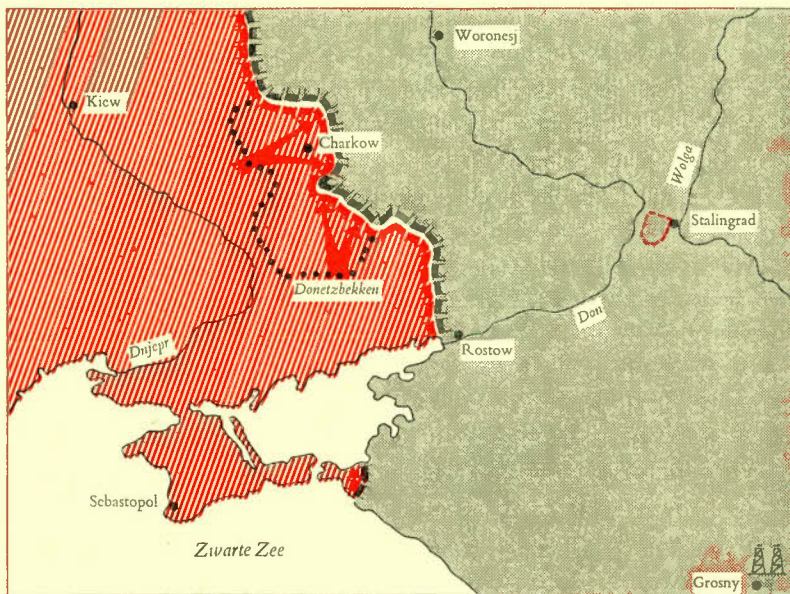 Woronesj
Kiew
Charkow
Wolga
Stalingrad
Donetzbekken
Don
Dnjepr
Rostow
Sebastopol
Zwarte Zee
Grosny